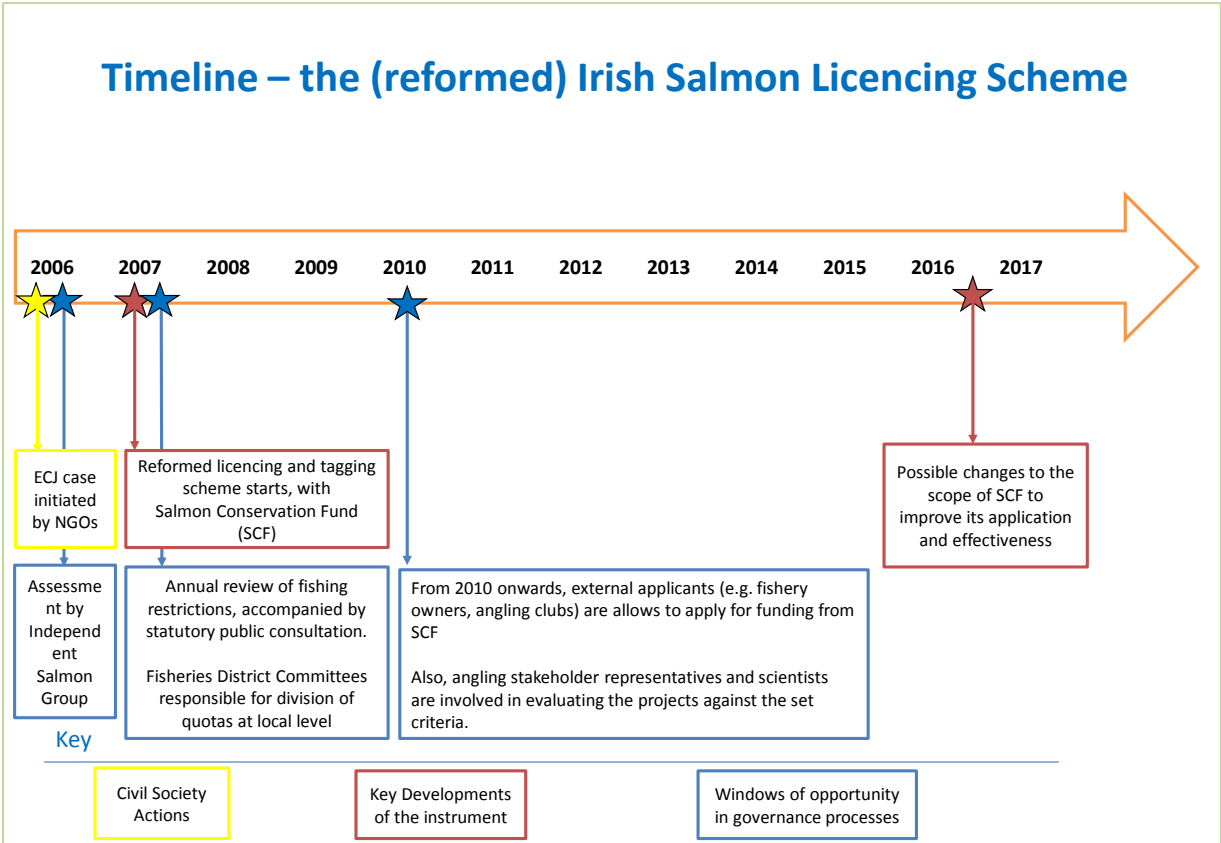 Timeline – the (reformed) Irish Salmon Licencing Scheme
2006 2007 2008 2009 2010 2011 2012 2013 2014 2015 2016 2017
ECJ case
initiated
by NGOs
Reformed licencing and tagging
scheme starts, with
Salmon Conservation Fund
(SCF)
Possible changes to the
scope of SCF to
improve its application
and effectiveness
Assessme
nt by
Independ
ent
Salmon
Group
Annual review of fishing
restrictions, accompanied by
statutory public consultation.
Fisheries District Committees
responsible for division of
quotas at local level
From 2010 onwards, external applicants (e.g. fishery
owners, angling clubs) are allows to apply for funding from
SCF
Also, angling stakeholder representatives and scientists
are involved in evaluating the projects against the set
criteria.
Key
Civil Society
Actions
Key Developments
of the instrument
Windows of opportunity
in governance processes